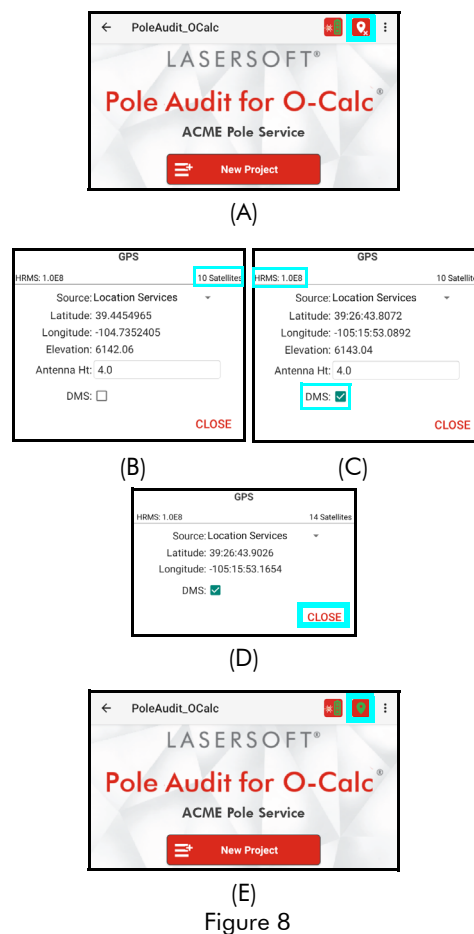 PoleAudit_OCalc
LASERSOFT®
Pole Audit for O-Calc®
ACME Pole Service
New Project
(A)
GPS
HRMS: 1.0E8 10 Satellites
Source: Location Services
Latitude: 39.4454965
Longitude: -104.7352405
Elevation: 6142.06
Antenna Ht: 4.0
DMS:
CLOSE
(B)
GPS
HRMS: 1.0E8 10 Satellite
Source: Location Services
Latitude: 39:26:43.8072
Longitude: -105:15:53.0892
Elevation: 6143.04
Antenna Ht: 4.0
DMS:
CLOSE
(C)
GPS
HRMS: 1.0E8 14 Satellites
Source: Location Services
Latitude: 39:26:43.9026
Longitude: -105:15:53.1654
DMS:
CLOSE
(D)
PoleAudit_OCalc
LASERSOFT®
Pole Audit for O-Calc®
ACME Pole Service
New Project
(E)
Figure 8